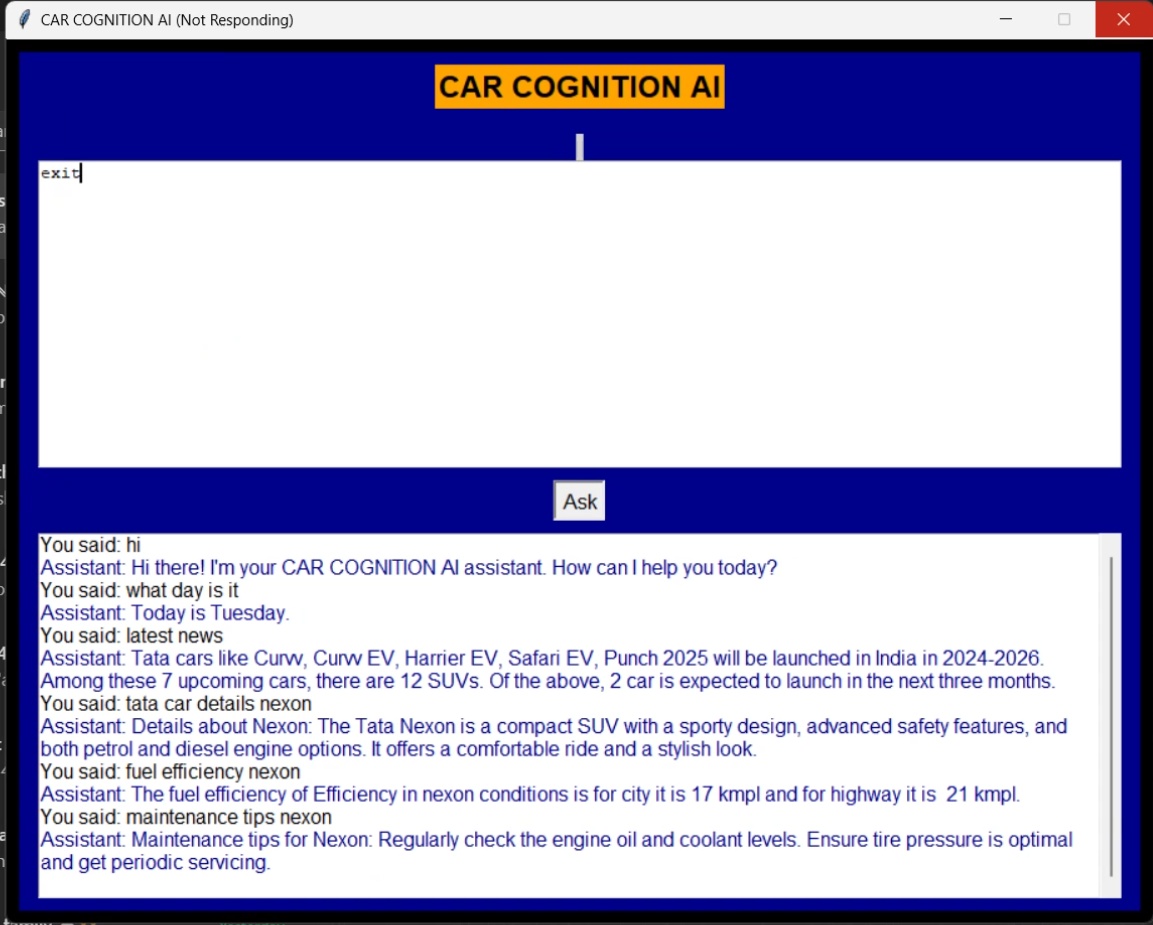 CAR COGNITION AI (Not Responding)
CAR COGNITION AI
exit
Ask
You said: hi
Assistant: Hi there! I'm your CAR COGNITION AI assistant. How can I help you today?
You said: what day is it
Assistant: Today is Tuesday.
You said: latest news
Assistant: Tata cars like Curvv, Curvv EV, Harrier EV, Safari EV, Punch 2025 will be launched in India in 2024-2026.
Among these 7 upcoming cars, there are 12 SUVs. Of the above, 2 car is expected to launch in the next three months.
You said: tata car details nexon
Assistant: Details about Nexon: The Tata Nexon is a compact SUV with a sporty design, advanced safety features, and
both petrol and diesel engine options. It offers a comfortable ride and a stylish look.
You said: fuel efficiency nexon
Assistant: The fuel efficiency of Efficiency in nexon conditions is for city it is 17 kmpl and for highway it is  21 kmpl.
You said: maintenance tips nexon
Assistant: Maintenance tips for Nexon: Regularly check the engine oil and coolant levels. Ensure tire pressure is optimal
and get periodic servicing.